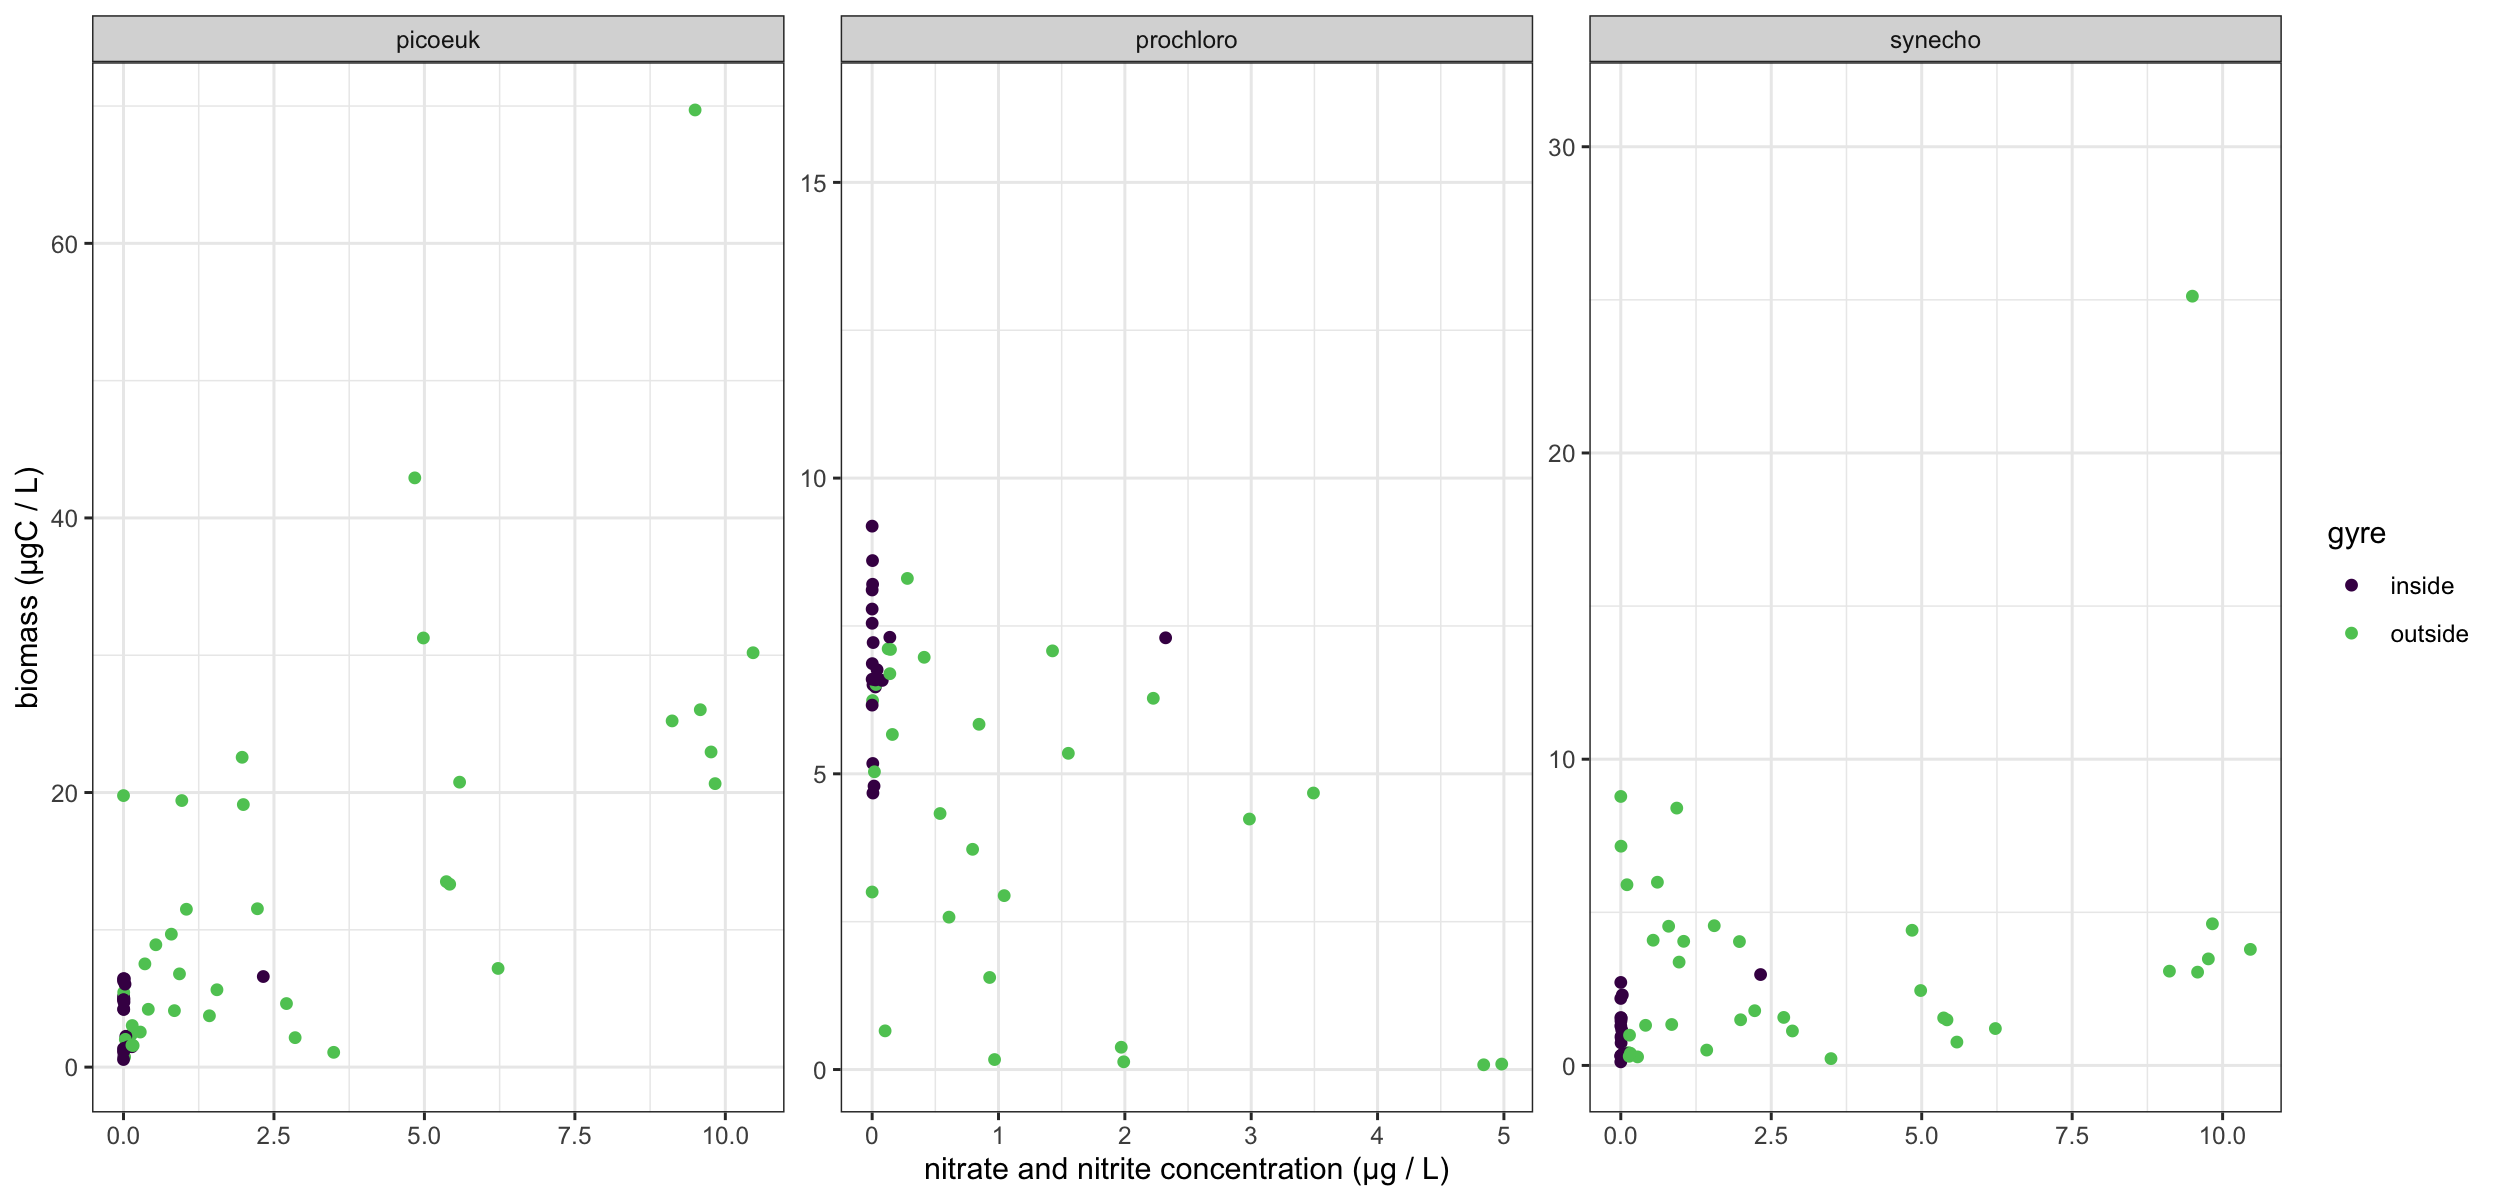 picoeuk
prochloro
synecho
biomass (µgC / L)
60
40
20
0
15
10
5
0
30
20
10
0
0.0 2.5 5.0 7.5 10.0
0 1 2 3 4 5
0.0 2.5 5.0 7.5 10.0
nitrate and nitrite concentration (µg / L)
gyre
inside
outside